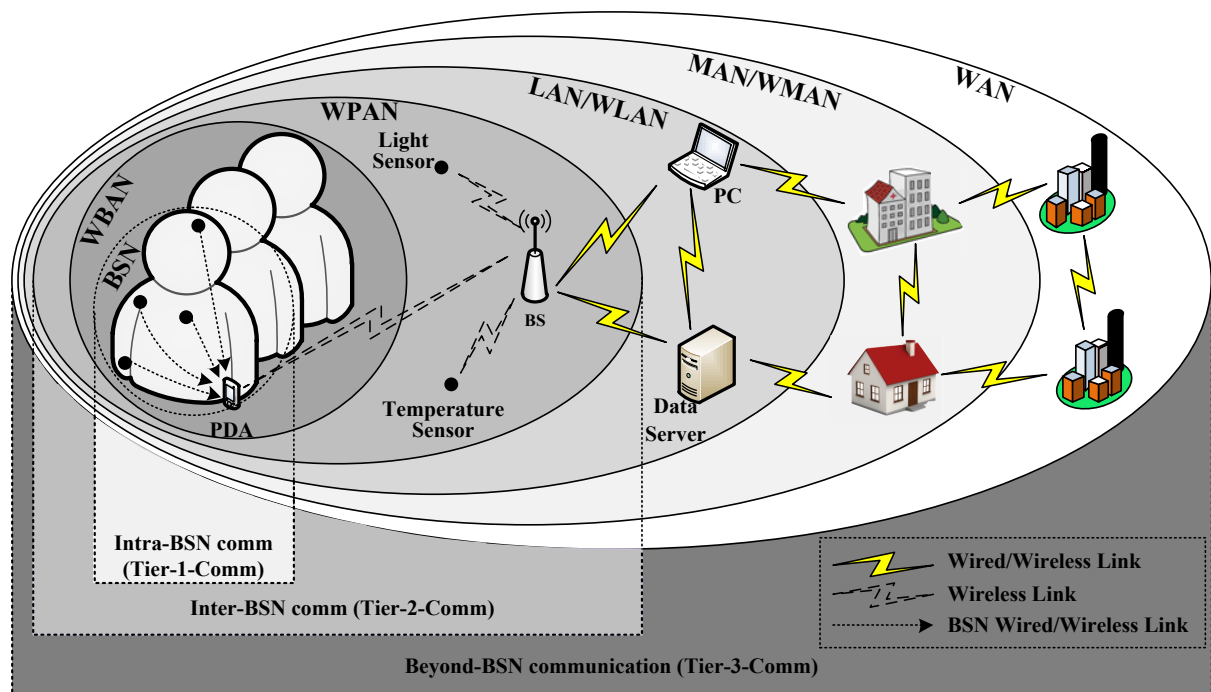 WAN
MAN/WMAN
LAN/WLAN
WPAN
Light
Sensor
WBAN
BSN
PC
BS
Data
Server
Temperature
Sensor
PDA
Intra-BSN comm
(Tier-1-Comm)
Inter-BSN comm (Tier-2-Comm)
Beyond-BSN communication (Tier-3-Comm)
Wired/Wireless Link
Wireless Link
BSN Wired/Wireless Link